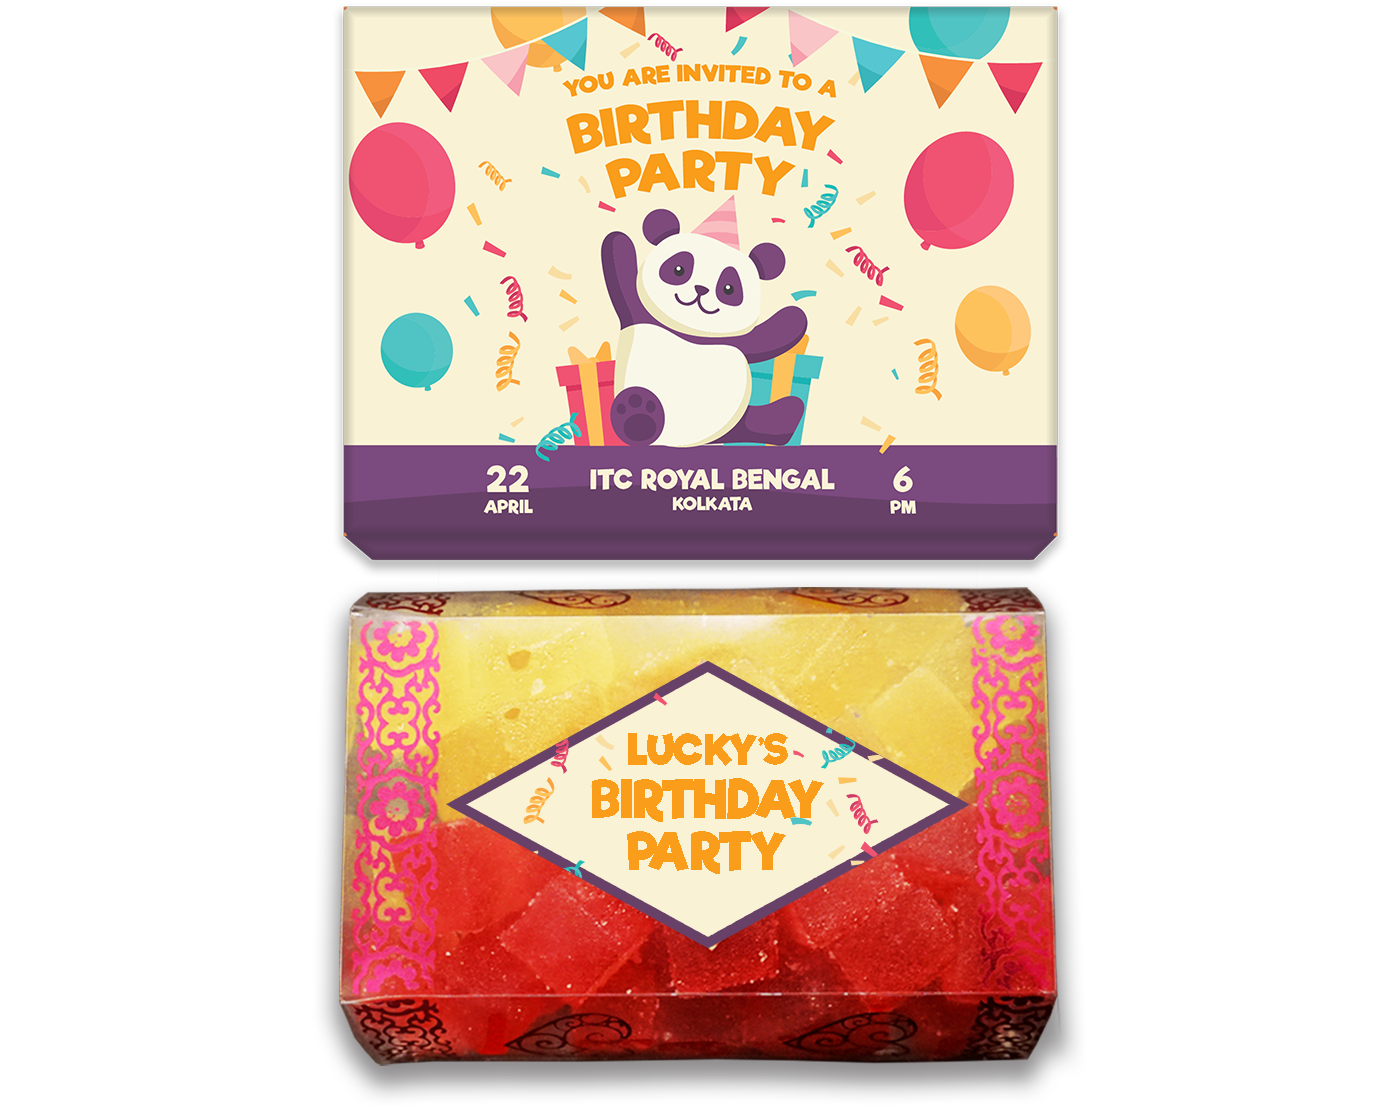 YOU ARE INVITED TO A
BIRTHDAY
PARTY
22
APRIL
ITC ROYAL BENGAL
KOLKATA
6
PM
LUCKY'S
BIRTHDAY
PARTY